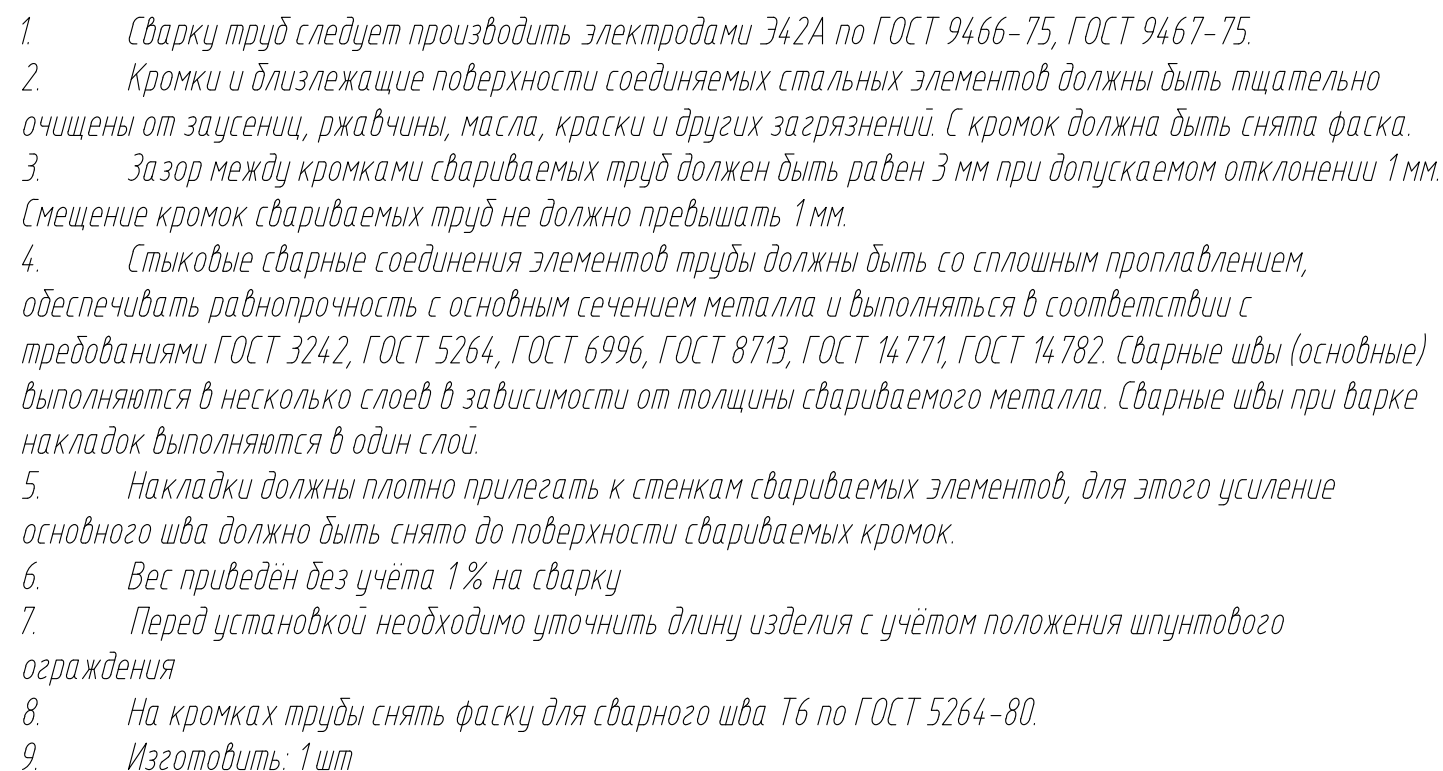 1. Сварку труб следует производить электродами Э42А по ГОСТ 9466-75, ГОСТ 9467-75.
2. Кромки и близлежащие поверхности соединяемых стальных элементов должны быть тщательно
очищены от заусениц, ржавчины, масла, краски и других загрязнений. С кромок должна быть снята фаска.
3. Зазор между кромками свариваемых труб должен быть равен 3 мм при допускаемом отклонении 1 мм.
Смещение кромок свариваемых труб не должно превышать 1 мм.
4. Стыковые сварные соединения элементов трубы должны быть со сплошным проплавлением,
обеспечивать равнопрочность с основным сечением металла и выполняться в соответствии с
требованиями ГОСТ 3242, ГОСТ 5264, ГОСТ 6996, ГОСТ 8713, ГОСТ 14771, ГОСТ 14782. Сварные швы (основные)
выполняются в несколько слоев в зависимости от толщины свариваемого металла. Сварные швы при варке
накладок выполняются в один слой.
5. Накладки должны плотно прилегать к стенкам свариваемых элементов, для этого усиление
основного шва должно быть снято до поверхности свариваемых кромок.
6. Вес приведён без учёта 1 % на сварку
7. Перед установкой необходимо уточнить длину изделия с учётом положения шпунтового
ограждения
8. На кромках трубы снять фаску для сварного шва Т6 по ГОСТ 5264-80.
9. Изготовить: 1 шт